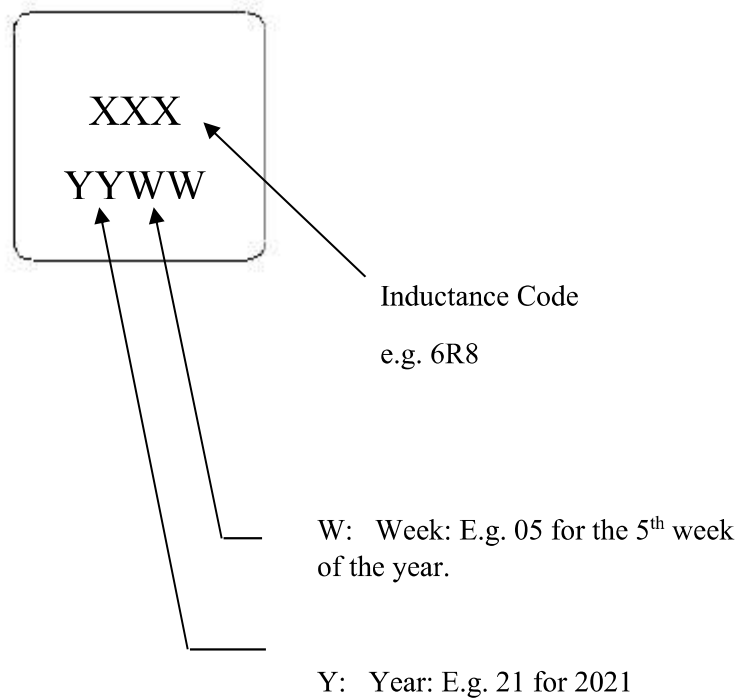 XXX
YYWW
Inductance Code
e.g. 6R8
W: Week: E.g. 05 for the 5th week
of the year.
Y: Year: E.g. 21 for 2021